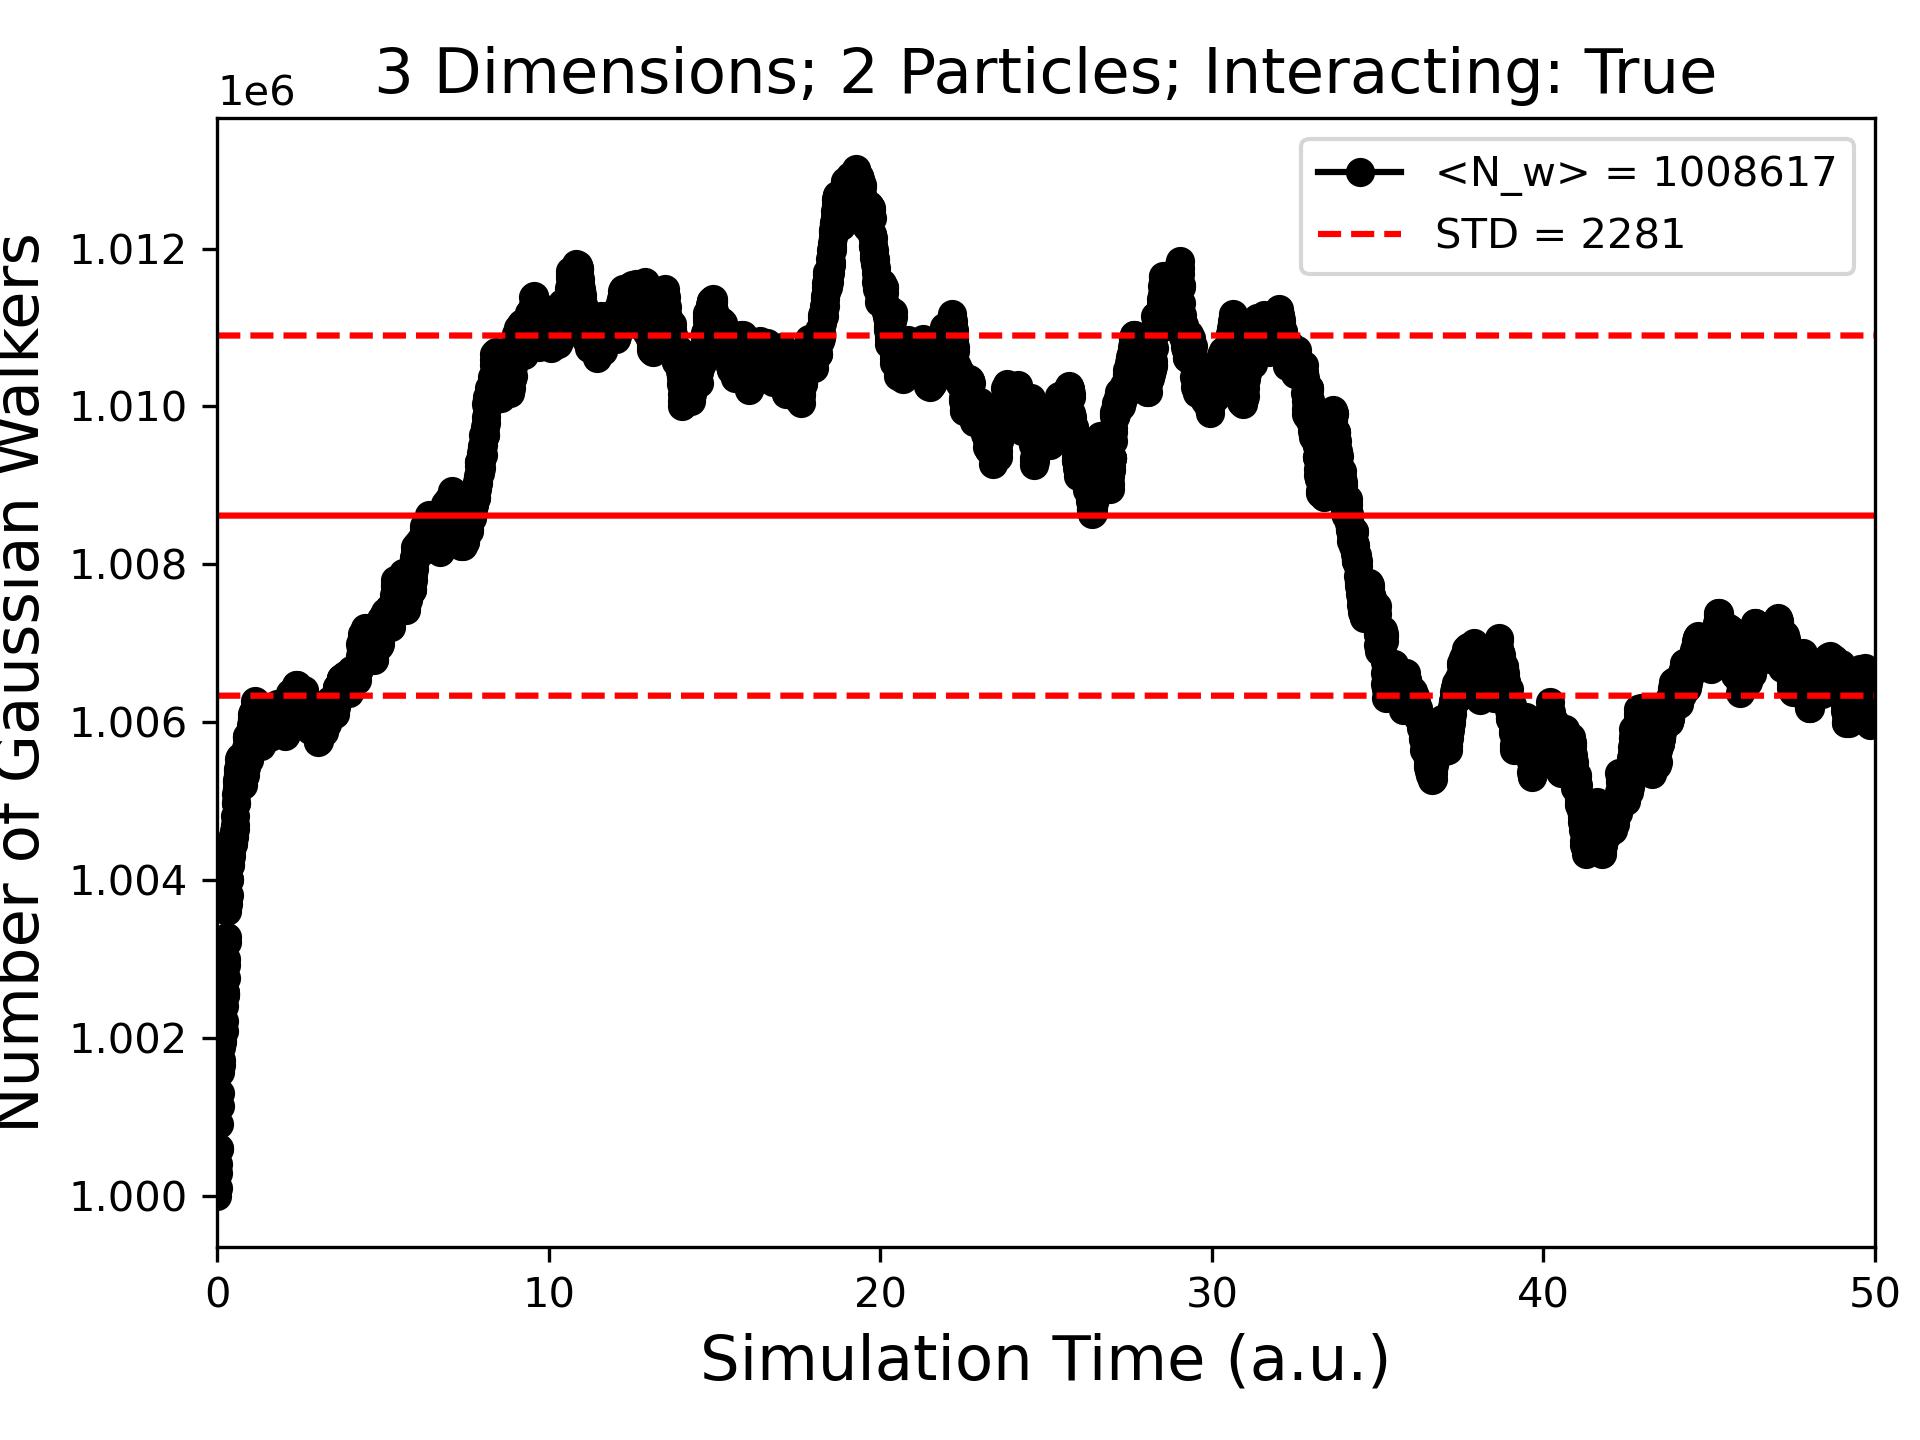 3 Dimensions; 2 Particles; Interacting: True
1e6
<N_w> = 1008617
STD = 2281
Number of Gaussian Walkers
1.012
1.010
1.008
1.006
1.004
1.002
1.000
0 10 20 30 40 50
Simulation Time (a.u.)